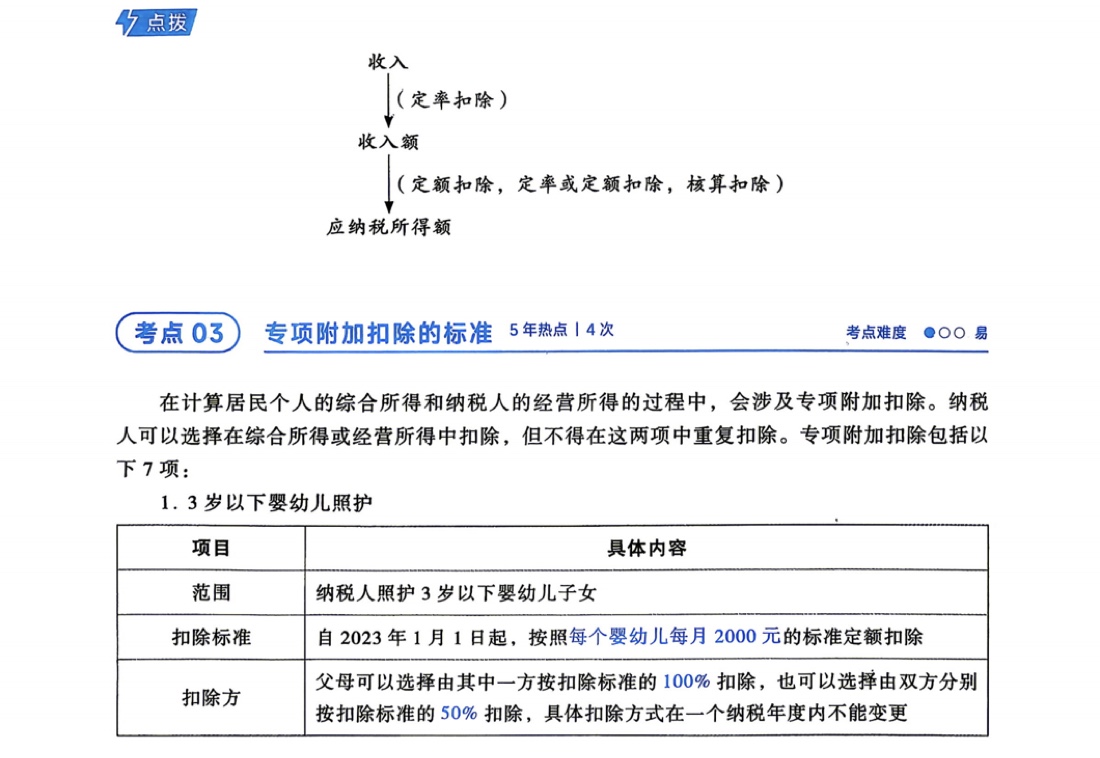 点拨
收入
（定率扣除）
收入额
（定额扣除，定率或定额扣除，核算扣除）
应纳税所得额
考点 03 专项附加扣除的标准 5 年热点 | 4 次 考点难度 ●○○ 易
在计算居民个人的综合所得和纳税人的经营所得的过程中，会涉及专项附加扣除。纳税
人可以选择在综合所得或经营所得中扣除，但不得在这两项中重复扣除。专项附加扣除包括以
下 7 项：
1. 3 岁以下婴幼儿照护
项目 具体内容
范围 纳税人照护 3 岁以下婴幼儿子女
扣除标准 自 2023 年 1 月 1 日起，按照每个婴幼儿每月 2000 元的标准定额扣除
扣除方 父母可以选择由其中一方按扣除标准的 100% 扣除，也可以选择由双方分别
按扣除标准的 50% 扣除，具体扣除方式在一个纳税年度内不能变更